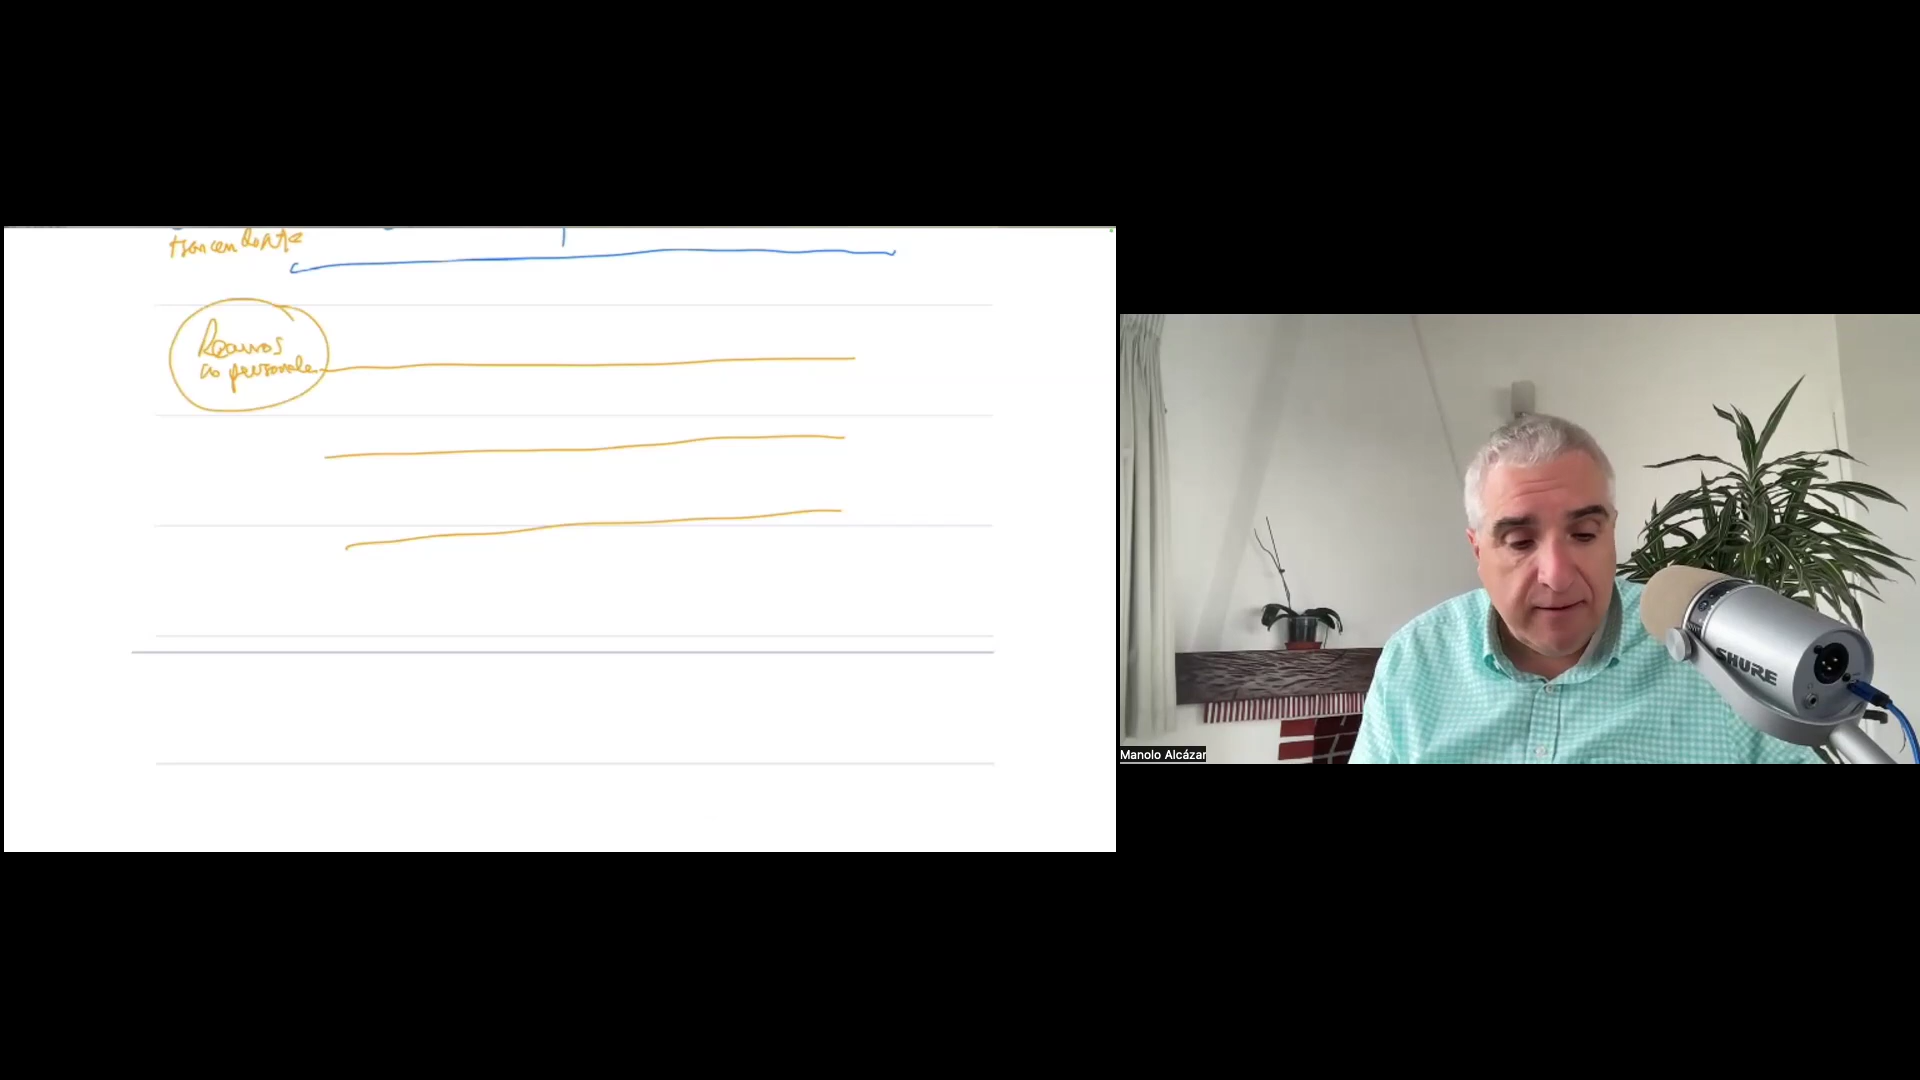 trascendente
Recursos
no personales
SHURE
Manolo Alcázar